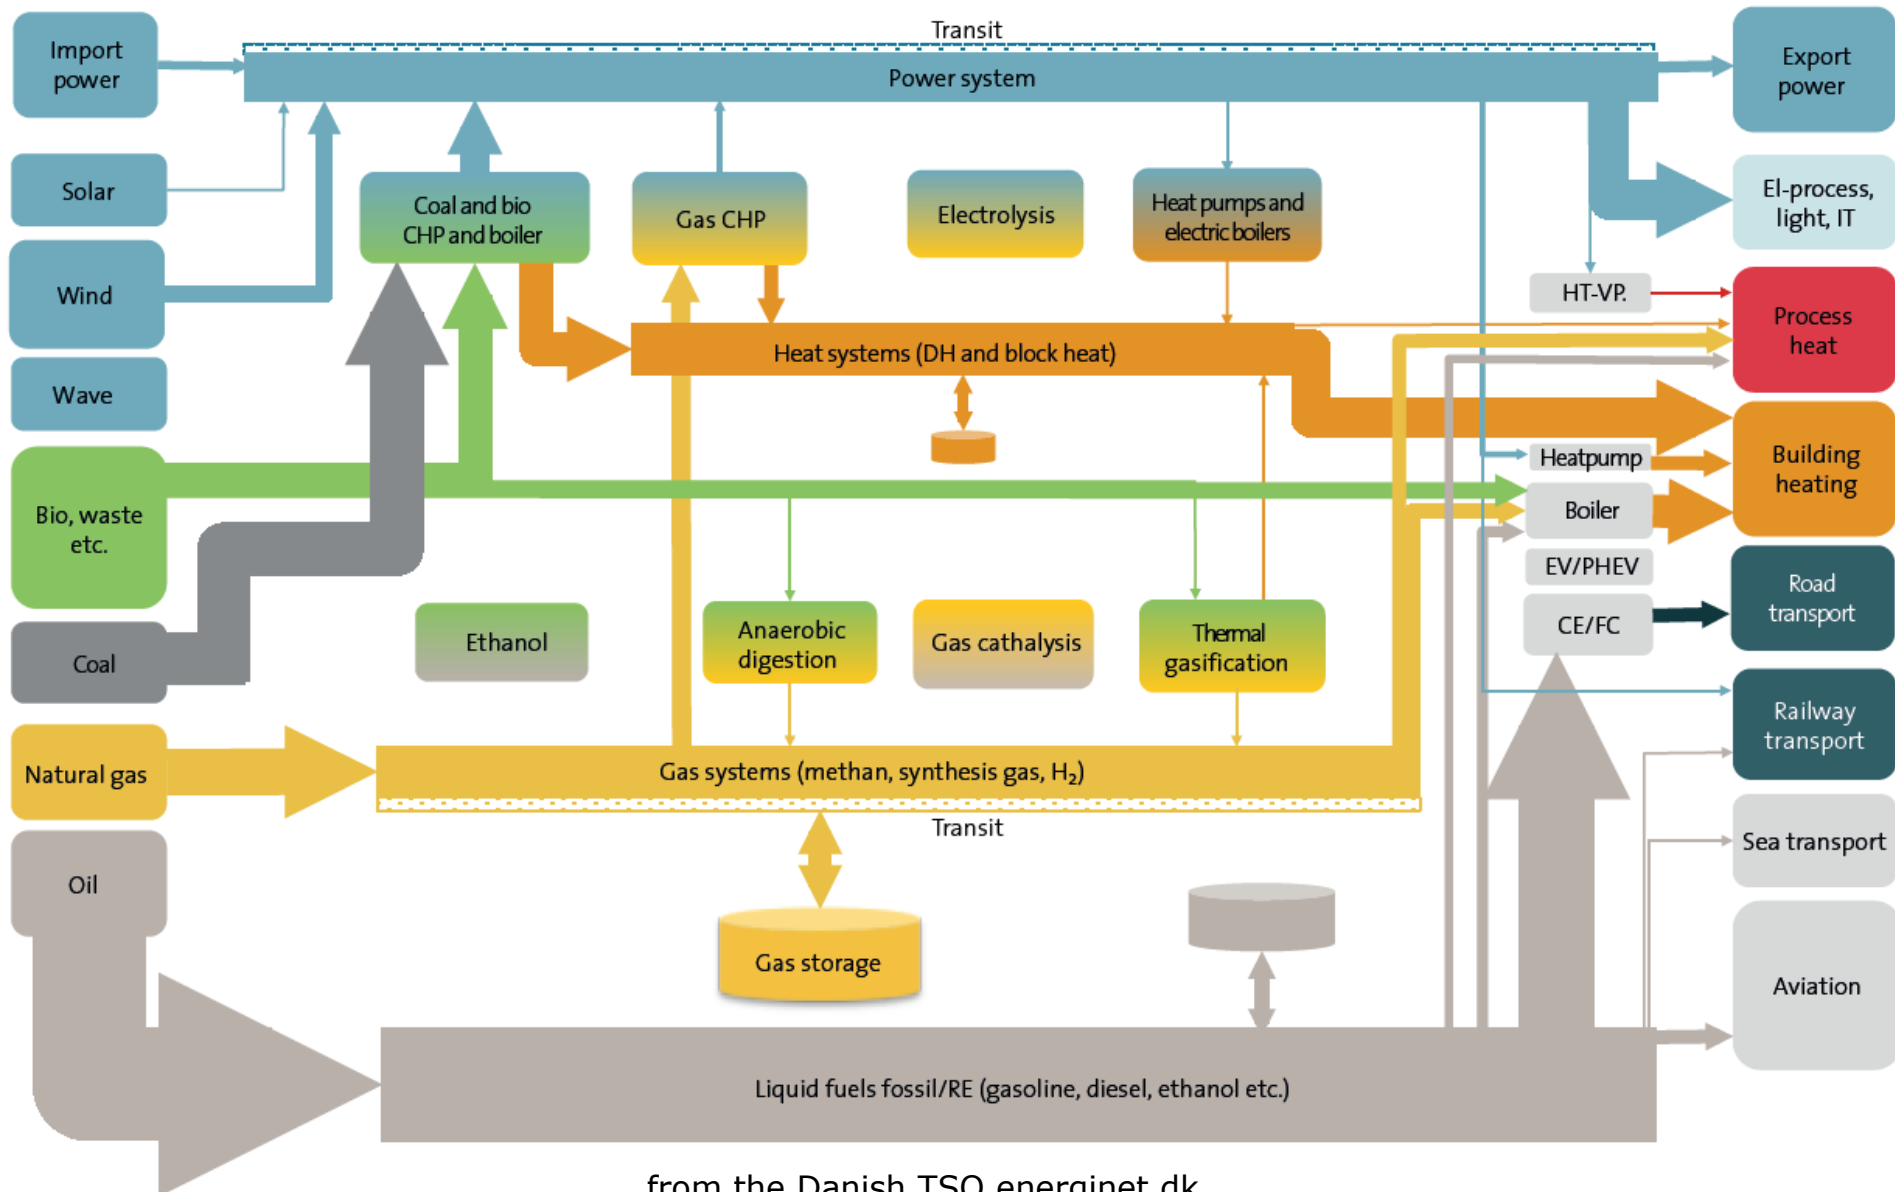 Transit
Import
power
Power system
Export
power
Solar
Coal and bio
CHP and boiler
Gas CHP
Electrolysis
Heat pumps and
electric boilers
El-process,
light, IT
Wind
HT-VP.
Process
heat
Heat systems (DH and block heat)
Wave
Bio, waste
etc.
Heatpump
Boiler
Building
heating
EV/PHEV
CE/FC
Road
transport
Coal
Ethanol
Anaerobic
digestion
Gas cathalysis
Thermal
gasification
Railway
transport
Natural gas
Gas systems (methan, synthesis gas, H₂)
Transit
Sea transport
Oil
Gas storage
Aviation
Liquid fuels fossil/RE (gasoline, diesel, ethanol etc.)
from the Danish TSO energinet.dk